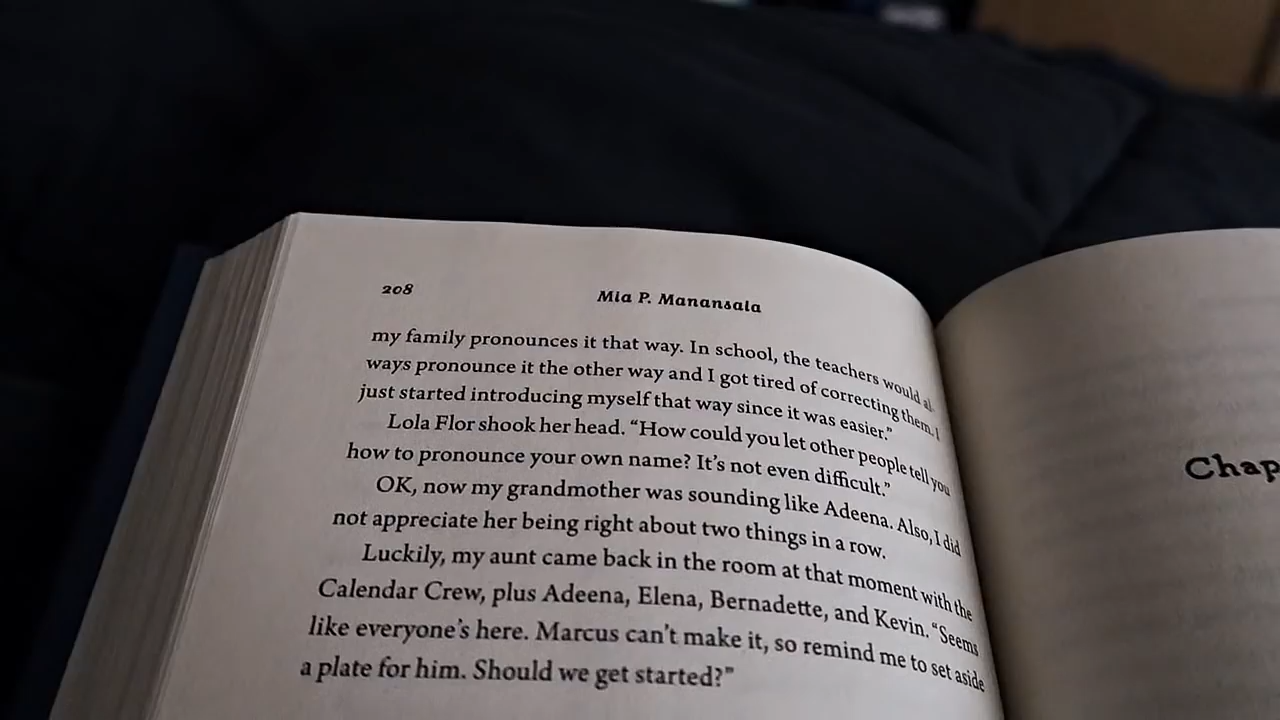 208
Mia P. Manansala
my family pronounces it that way. In school, the teachers would al-
ways pronounce it the other way and I got tired of correcting them. I
just started introducing myself that way since it was easier.”
Lola Flor shook her head. “How could you let other people tell you
how to pronounce your own name? It’s not even difficult.”
OK, now my grandmother was sounding like Adeena. Also, I did
not appreciate her being right about two things in a row.
Luckily, my aunt came back in the room at that moment with the
Calendar Crew, plus Adeena, Elena, Bernadette, and Kevin. “Seems
like everyone’s here. Marcus can’t make it, so remind me to set aside
a plate for him. Should we get started?”
Chap